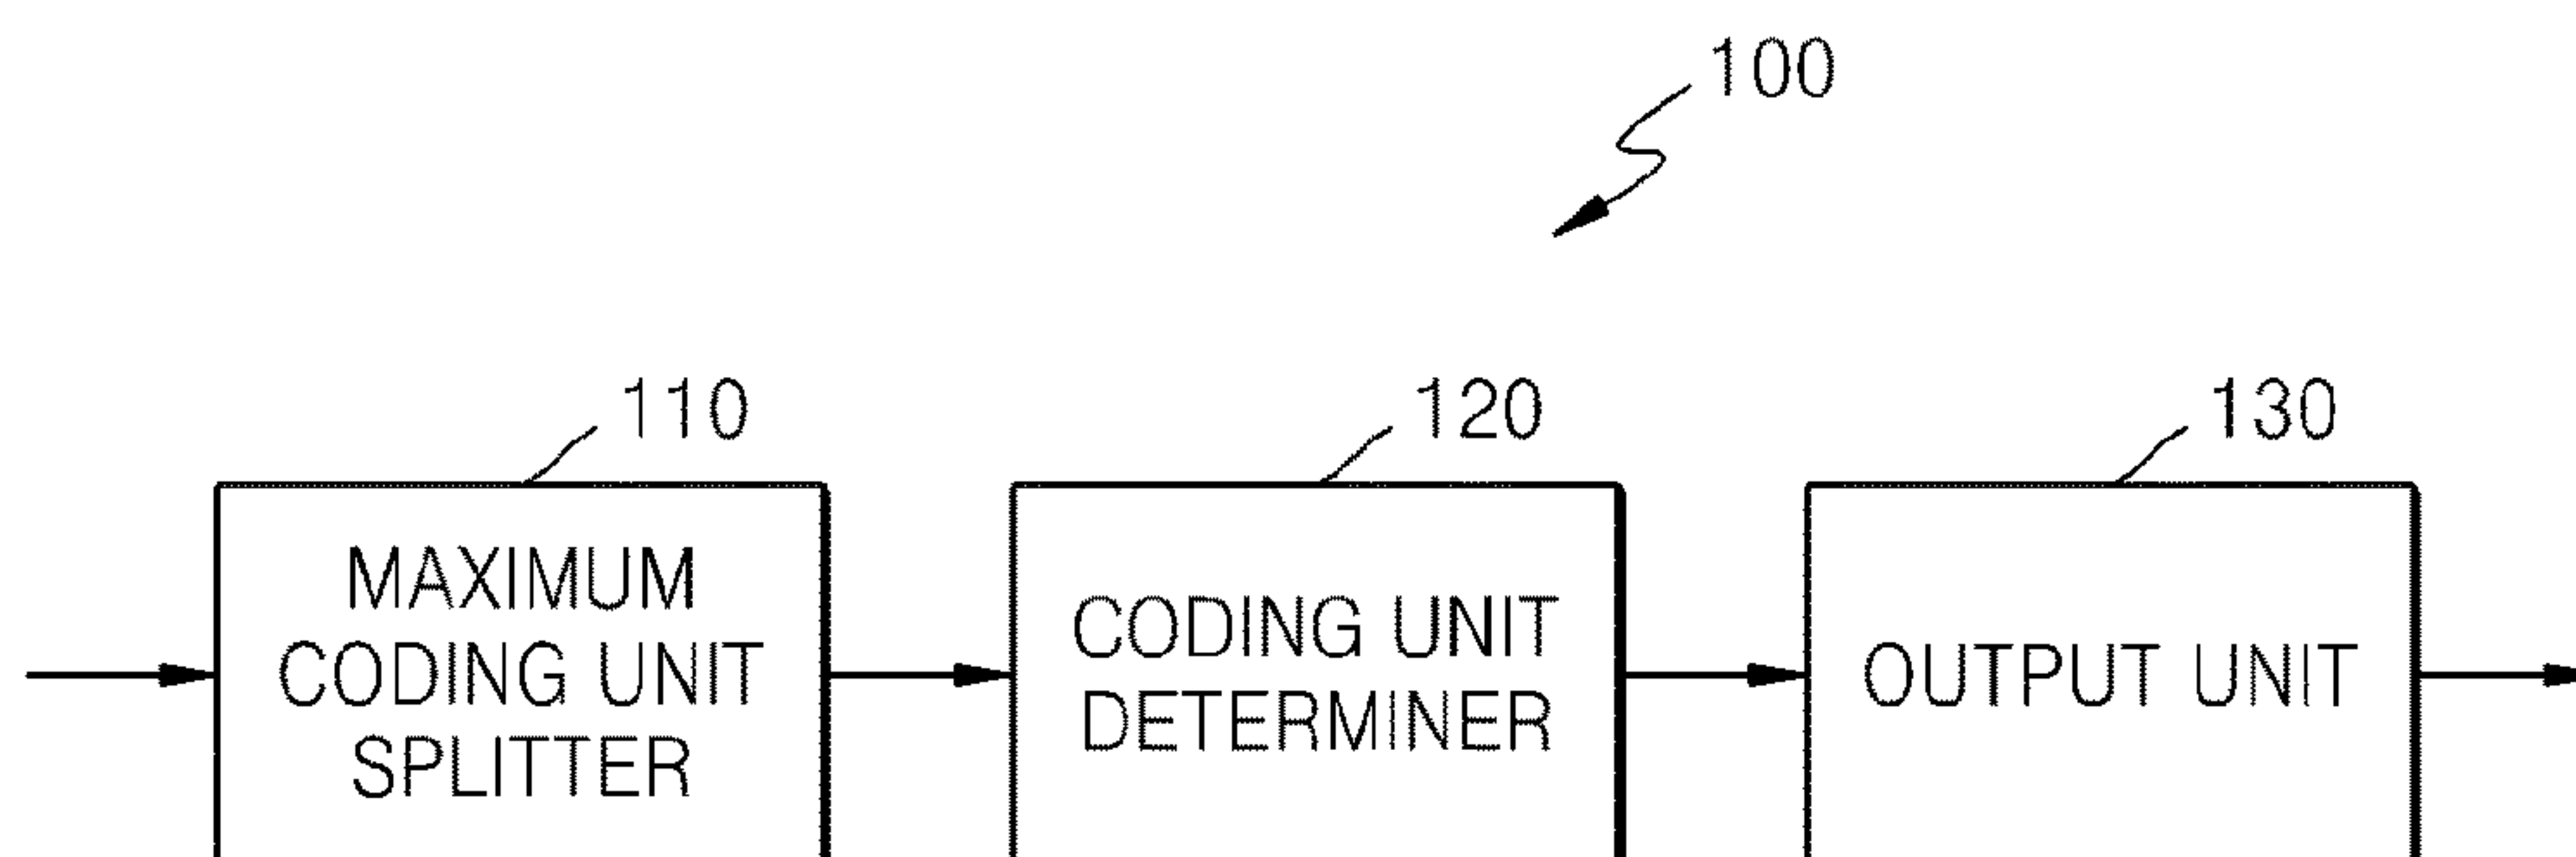 100
110
120
130
MAXIMUM
CODING UNIT
SPLITTER
CODING UNIT
DETERMINER
OUTPUT UNIT